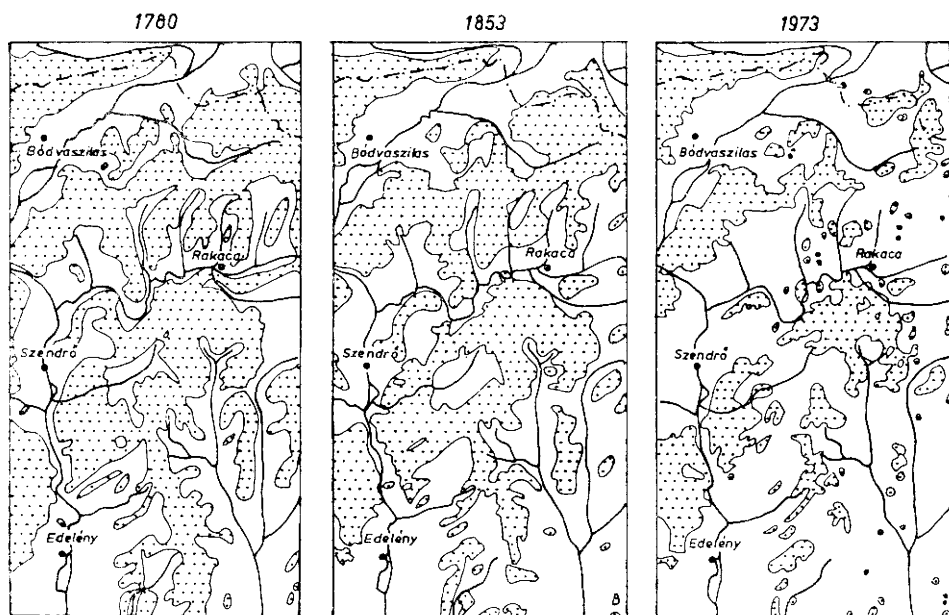 1780
1853
1973
Bódvaszilas
Rakaca
Szendrő
Edelény
Bódvaszilas
Rakaca
Szendrő
Edelény
Bódvaszilas
Rakaca
Szendrő
Edelény